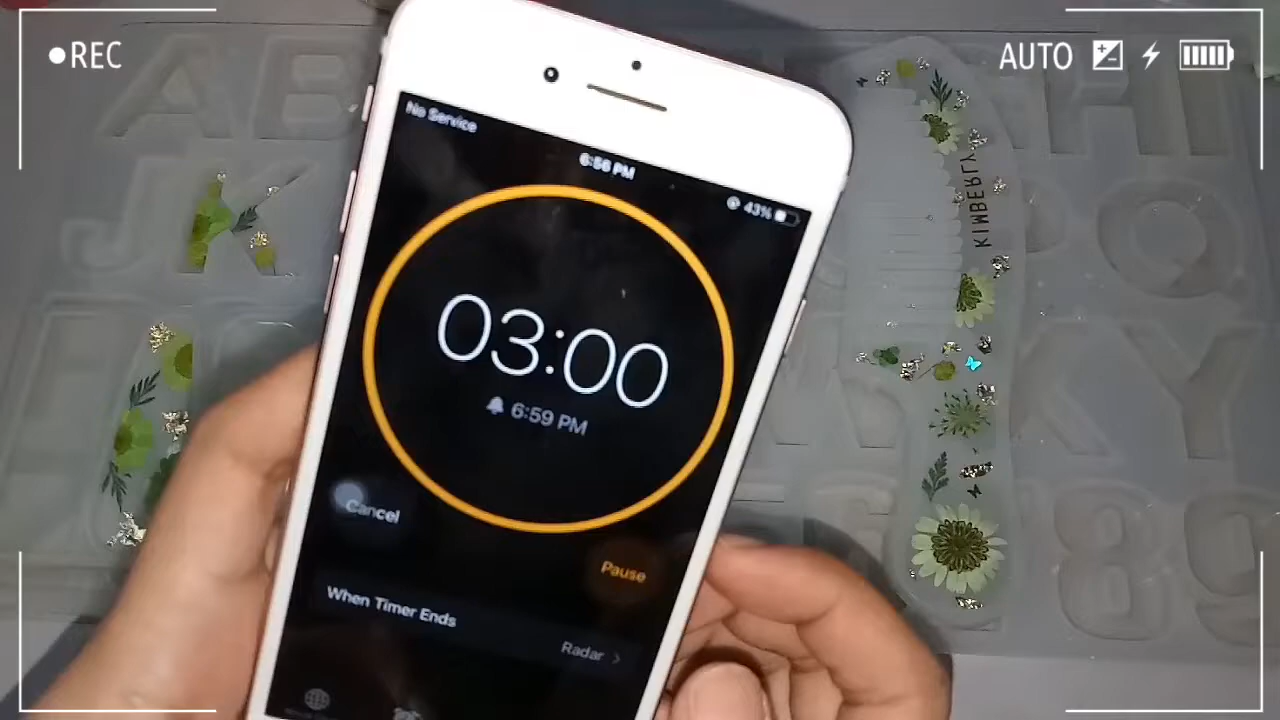 REC
AUTO
No Service
6:56 PM
43%
03:00
6:59 PM
Cancel
Pause
When Timer Ends
Radar
KIMBERLY